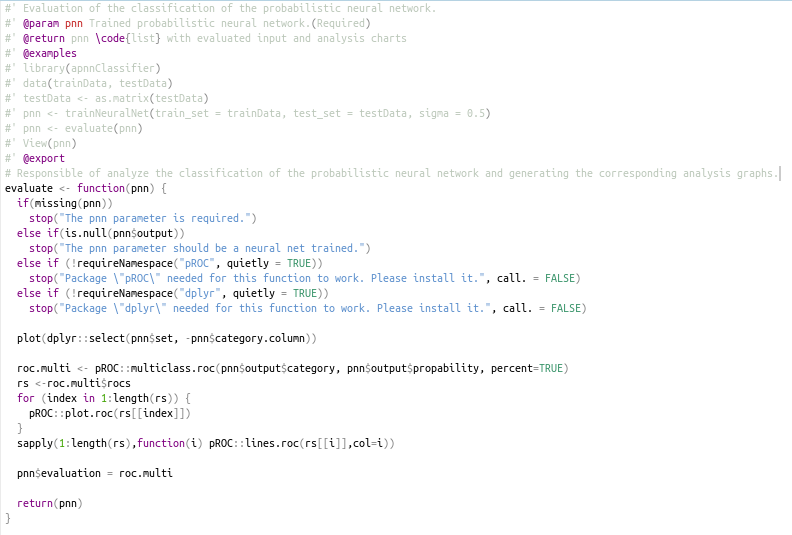 #' Evaluation of the classification of the probabilistic neural network.
#' @param pnn Trained probabilistic neural network.(Required)
#' @return pnn \code{list} with evaluated input and analysis charts
#' @examples
#' library(apnnClassifier)
#' data(trainData, testData)
#' testData <- as.matrix(testData)
#' pnn <- trainNeuralNet(train_set = trainData, test_set = testData, sigma = 0.5)
#' pnn <- evaluate(pnn)
#' View(pnn)
#' @export
# Responsible of analyze the classification of the probabilistic neural network and generating the corresponding analysis graphs.
evaluate <- function(pnn) {
  if(missing(pnn))
    stop("The pnn parameter is required.")
  else if(is.null(pnn$output))
    stop("The pnn parameter should be a neural net trained.")
  else if (!requireNamespace("pROC", quietly = TRUE))
    stop("Package \"pROC\" needed for this function to work. Please install it.", call. = FALSE)
  else if (!requireNamespace("dplyr", quietly = TRUE))
    stop("Package \"dplyr\" needed for this function to work. Please install it.", call. = FALSE)

  plot(dplyr::select(pnn$set, -pnn$category.column))

  roc.multi <- pROC::multiclass.roc(pnn$output$category, pnn$output$propability, percent=TRUE)
  rs <-roc.multi$rocs
  for (index in 1:length(rs)) {
    pROC::plot.roc(rs[[index]])
  }
  sapply(1:length(rs),function(i) pROC::lines.roc(rs[[i]],col=i))

  pnn$evaluation = roc.multi

  return(pnn)
}